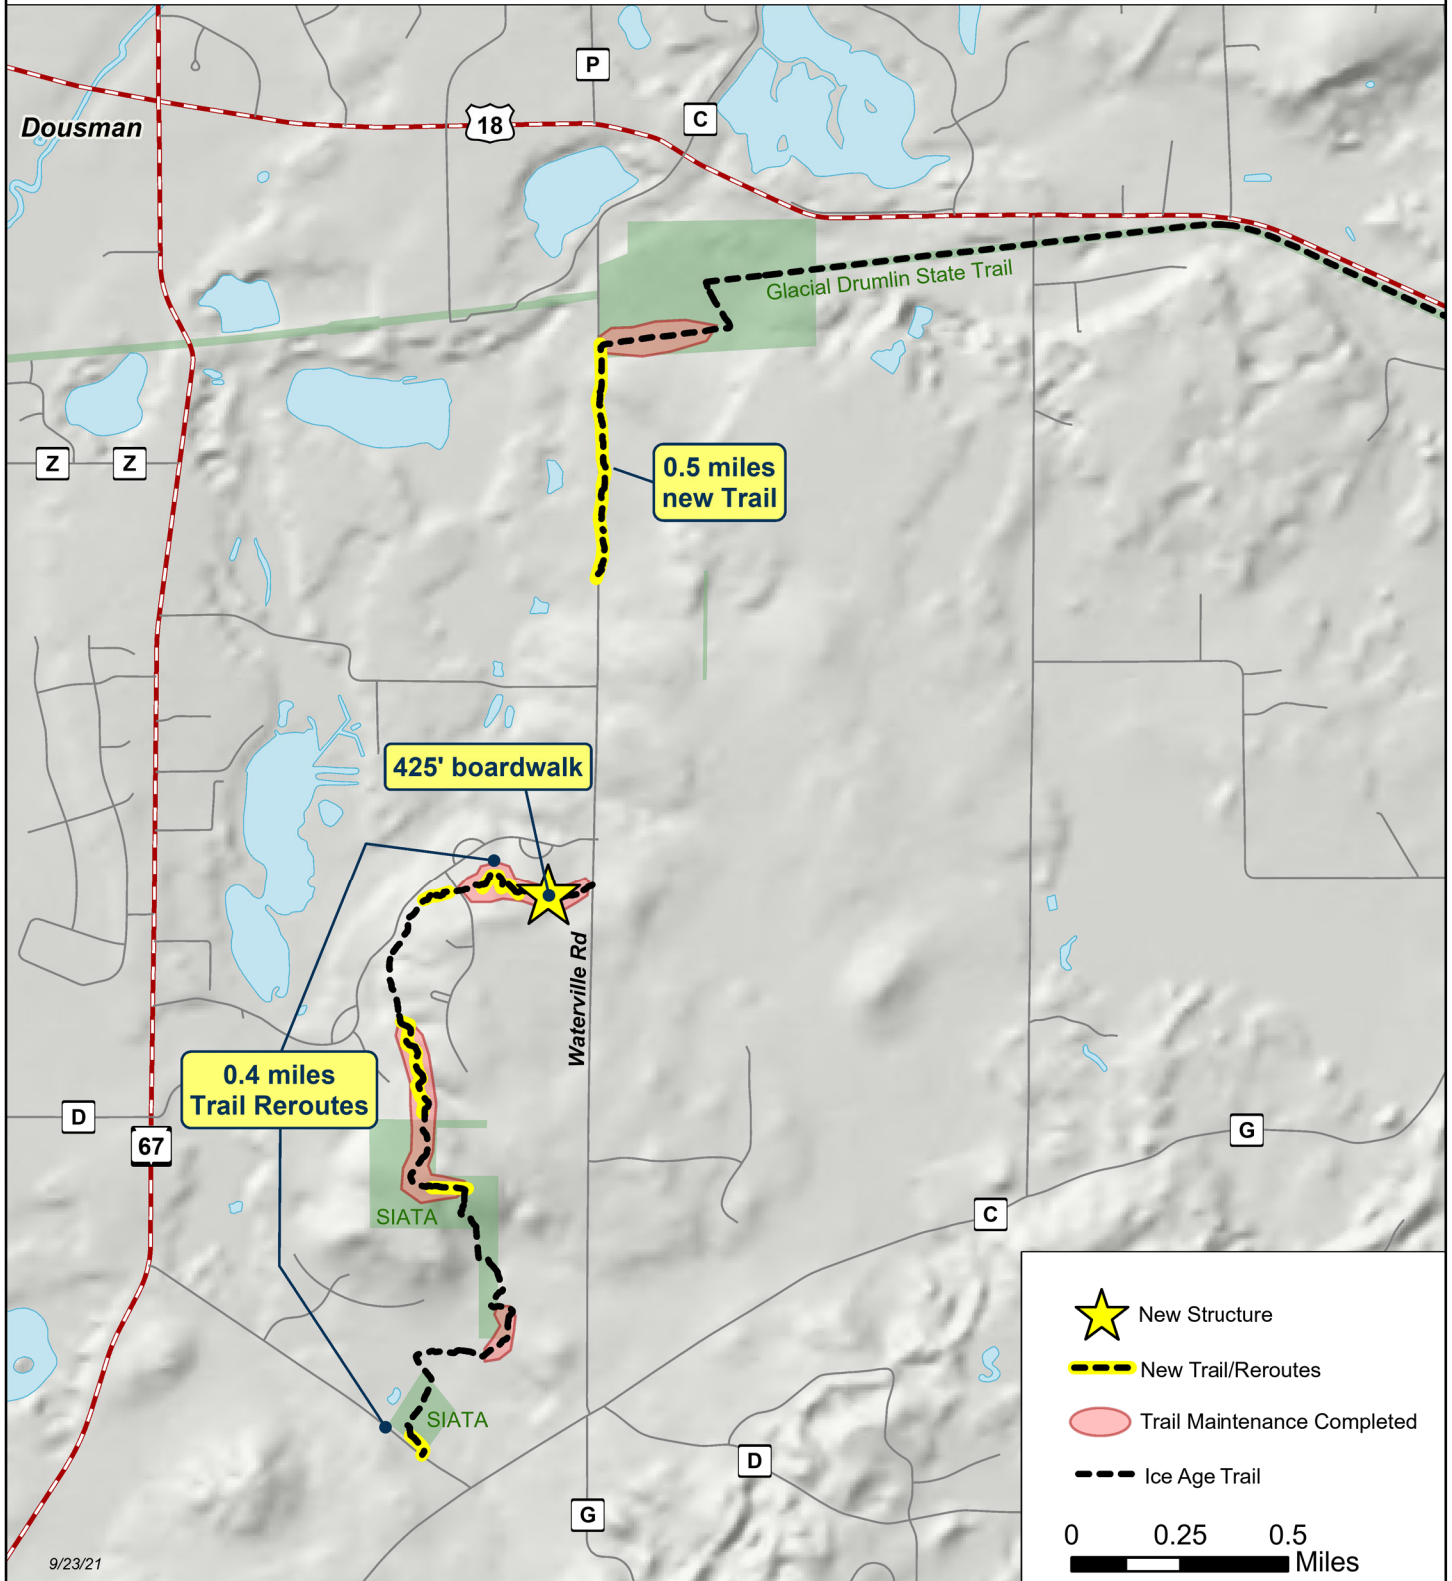 P
C
18
Dousman
Glacial Drumlin State Trail
Z
Z
0.5 miles
new Trail
425' boardwalk
Waterville Rd
0.4 miles
Trail Reroutes
D
67
G
C
SIATA
SIATA
D
G
New Structure
New Trail/Reroutes
Trail Maintenance Completed
Ice Age Trail
0 0.25 0.5
Miles
9/23/21